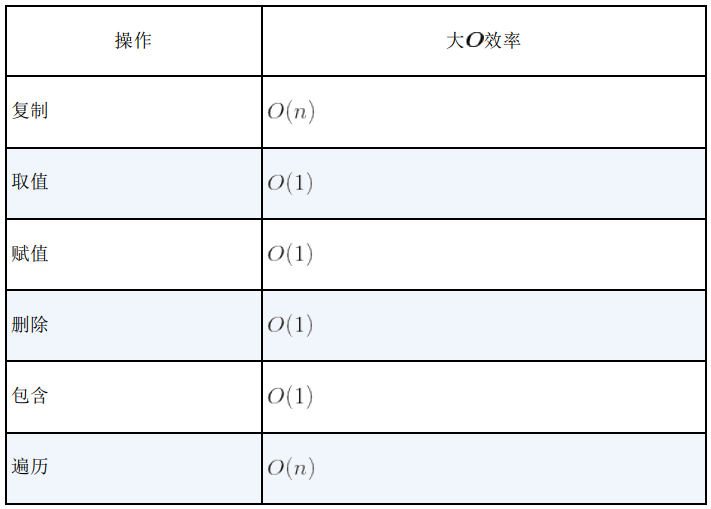 操作 大O效率
复制 O(n)
取值 O(1)
赋值 O(1)
删除 O(1)
包含 O(1)
遍历 O(n)